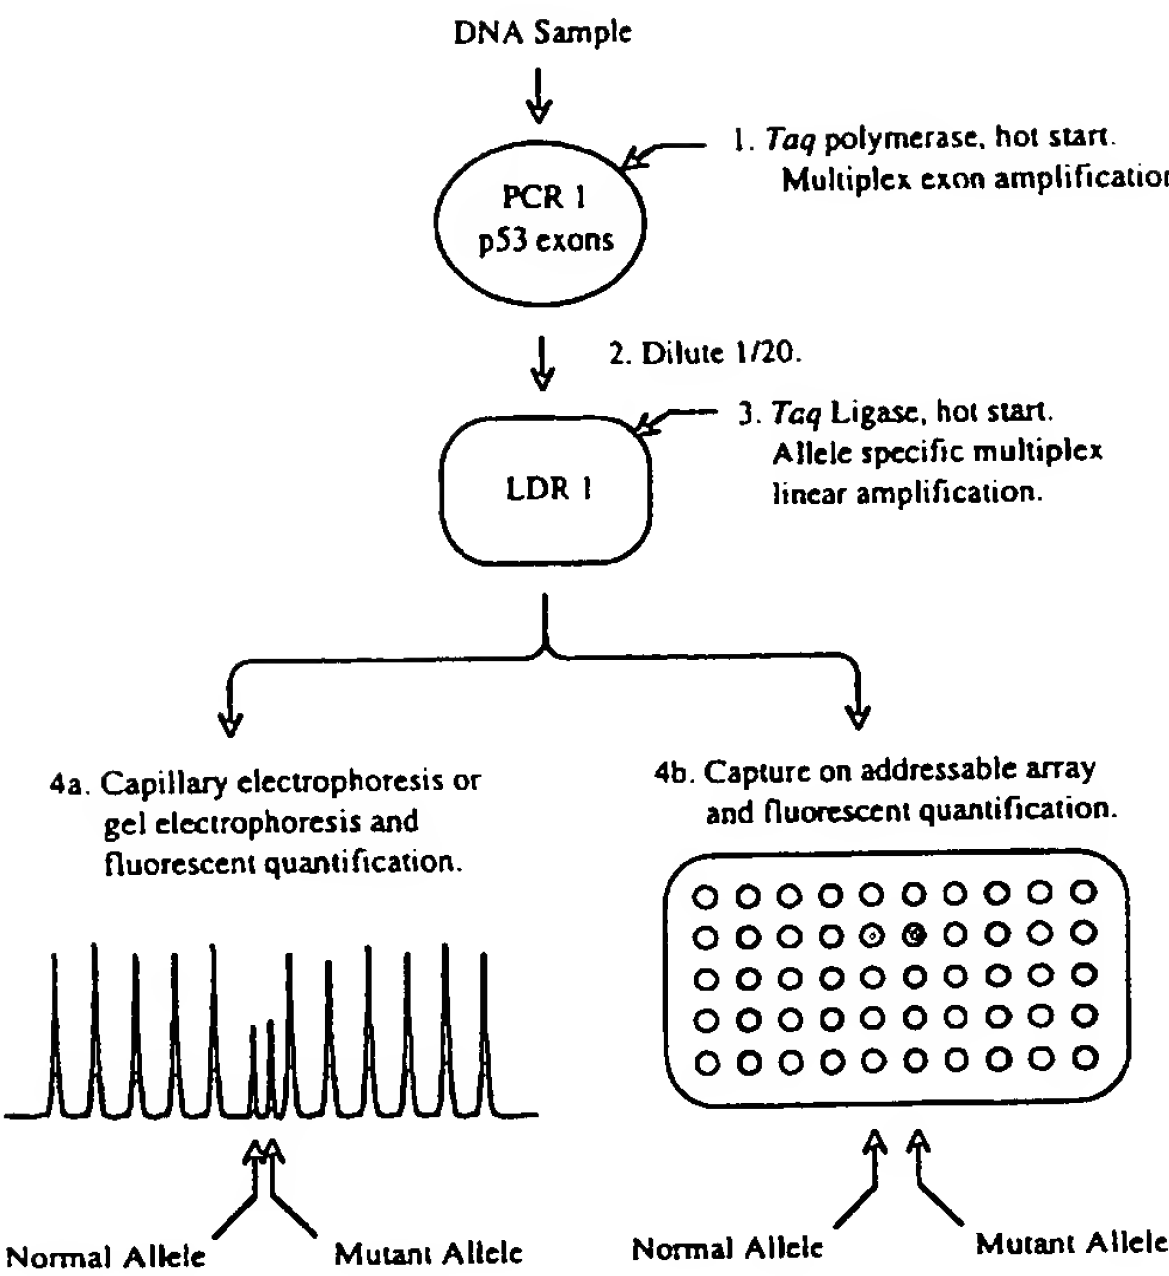 DNA Sample
1. Taq polymerase, hot start.
Multiplex exon amplification
PCR 1
p53 exons
2. Dilute 1/20.
3. Taq Ligase, hot start.
Allele specific multiplex
linear amplification.
LDR 1
4a. Capillary electrophoresis or
gel electrophoresis and
fluorescent quantification.
4b. Capture on addressable array
and fluorescent quantification.
Normal Allele
Mutant Allele
Normal Allele
Mutant Allele